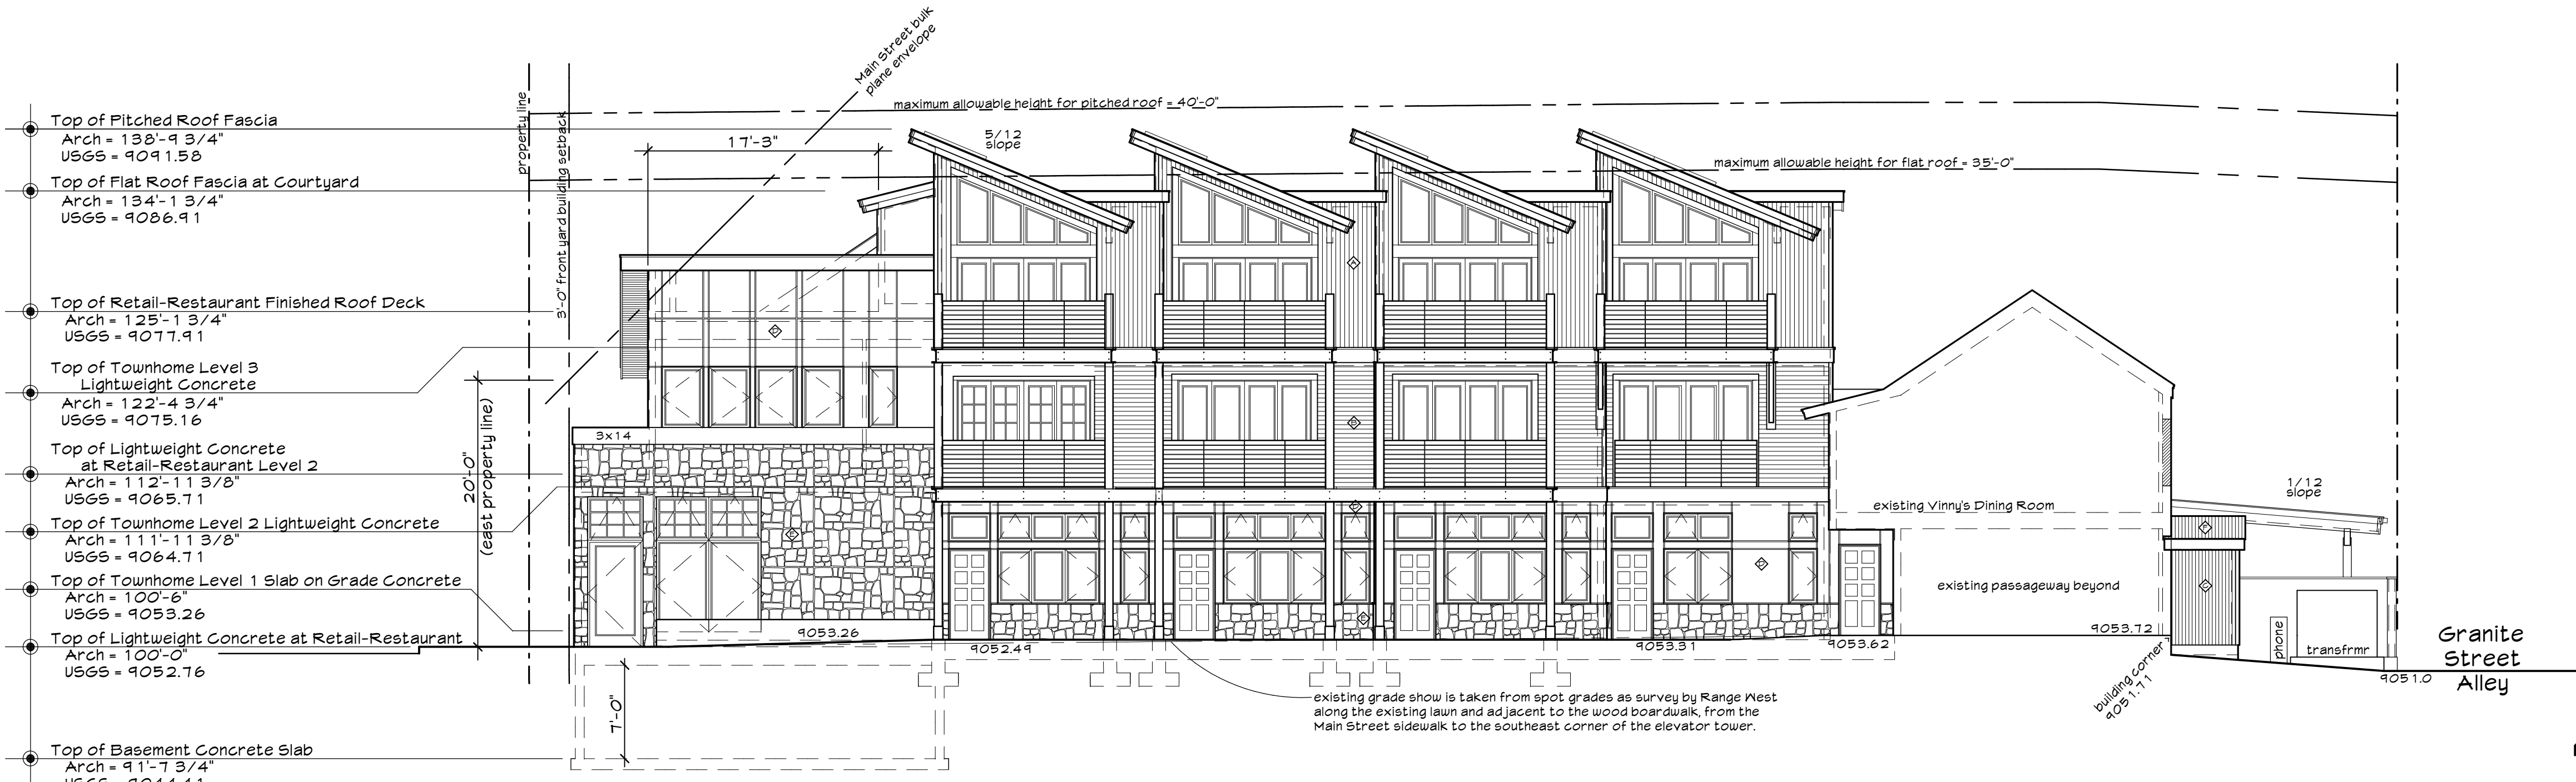 Top of Pitched Roof Fascia
Arch = 138'-9 3/4"
USGS = 9091.58
Top of Flat Roof Fascia at Courtyard
Arch = 134'-1 3/4"
USGS = 9086.91
Top of Retail-Restaurant Finished Roof Deck
Arch = 125'-1 3/4"
USGS = 9077.91
Top of Townhome Level 3
Lightweight Concrete
Arch = 122'-4 3/4"
USGS = 9075.16
Top of Lightweight Concrete
at Retail-Restaurant Level 2
Arch = 112'-11 3/8"
USGS = 9065.71
Top of Townhome Level 2 Lightweight Concrete
Arch = 111'-11 3/8"
USGS = 9064.71
Top of Townhome Level 1 Slab on Grade Concrete
Arch = 100'-6"
USGS = 9053.26
Top of Lightweight Concrete at Retail-Restaurant
Arch = 100'-0"
USGS = 9052.76
Top of Basement Concrete Slab
Arch = 91'-7 3/4"
property line
3'-0" front yard building setback
Main Street bulk
plane envelope
17'-3"
20'-0"
(east property line)
3x14
7'-0"
maximum allowable height for pitched roof = 40'-0"
5/12
slope
maximum allowable height for flat roof = 35'-0"
D
A
B
E
D
E
D
9053.26
9052.49
9053.31
9053.62
9053.72
existing Vinny's Dining Room
existing passageway beyond
existing grade show is taken from spot grades as survey by Range West
along the existing lawn and adjacent to the wood boardwalk, from the
Main Street sidewalk to the southeast corner of the elevator tower.
building corner
9051.71
1/12
slope
F
C
phone
transfrmr
9051.0
Granite
Street
Alley